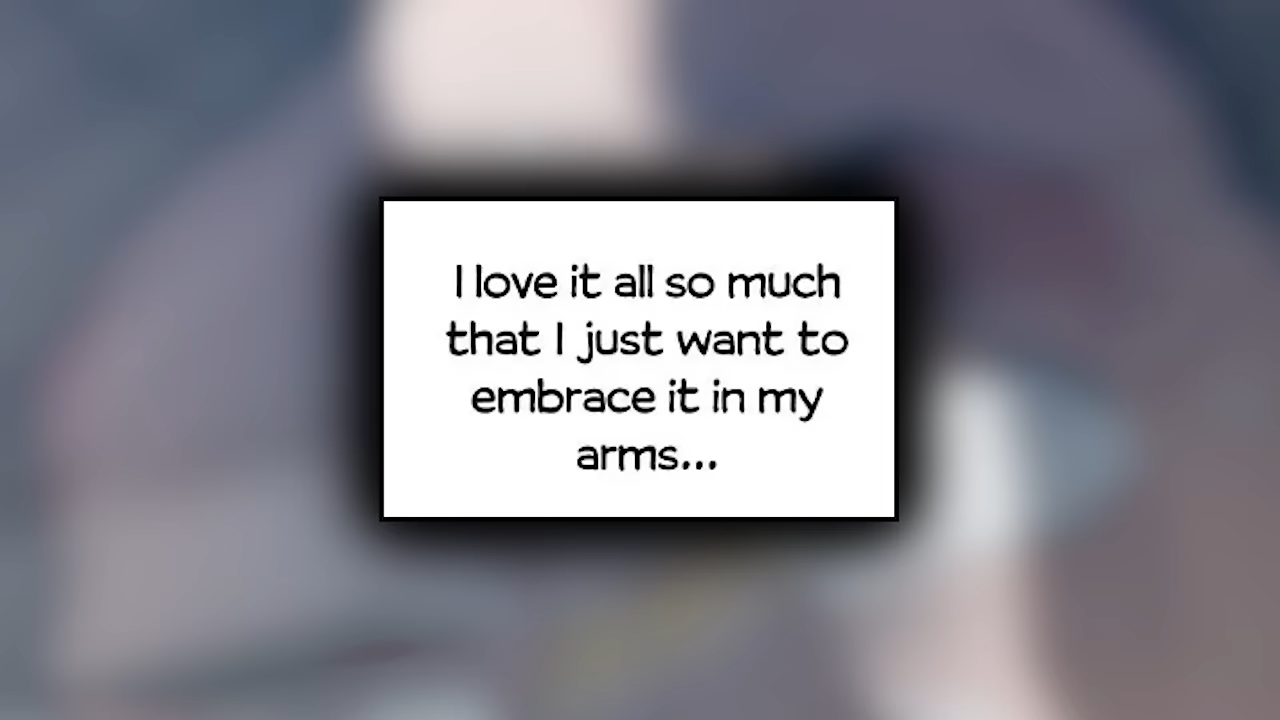 I love it all so much
that I just want to
embrace it in my
arms...